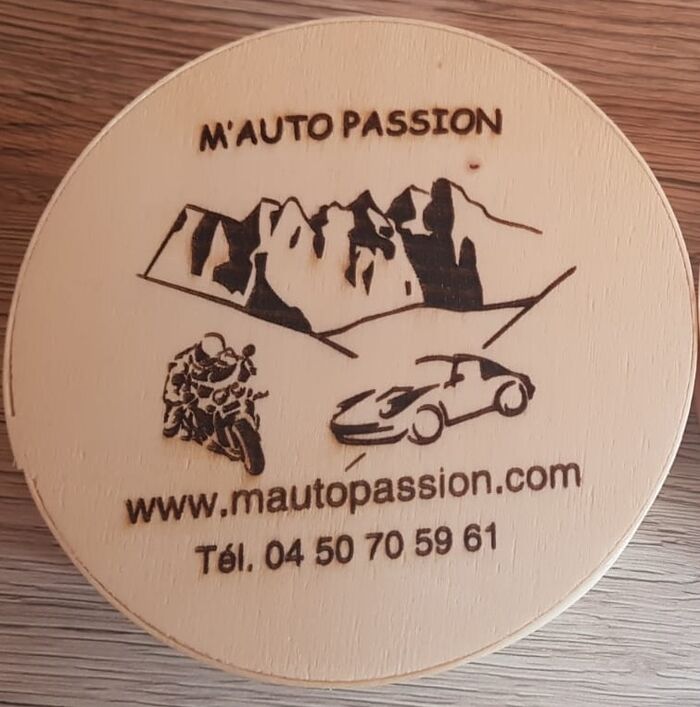 M'AUTO PASSION
www.mautopassion.com
Tél. 04 50 70 59 61